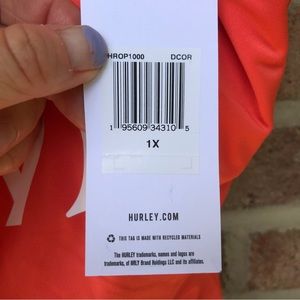 HROP1000 DCOR
1 95609 34310 5
1X
HURLEY.COM
THIS TAG IS MADE WITH RECYCLED MATERIALS
The HURLEY trademarks, names and logos are
trademarks, of HRLY Brand Holdings LLC and its affiliates.